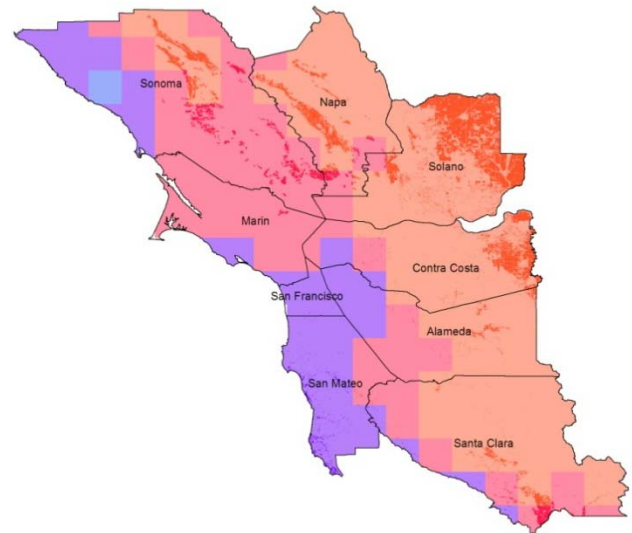 Sonoma
Napa
Solano
Marin
Contra Costa
San Francisco
Alameda
San Mateo
Santa Clara